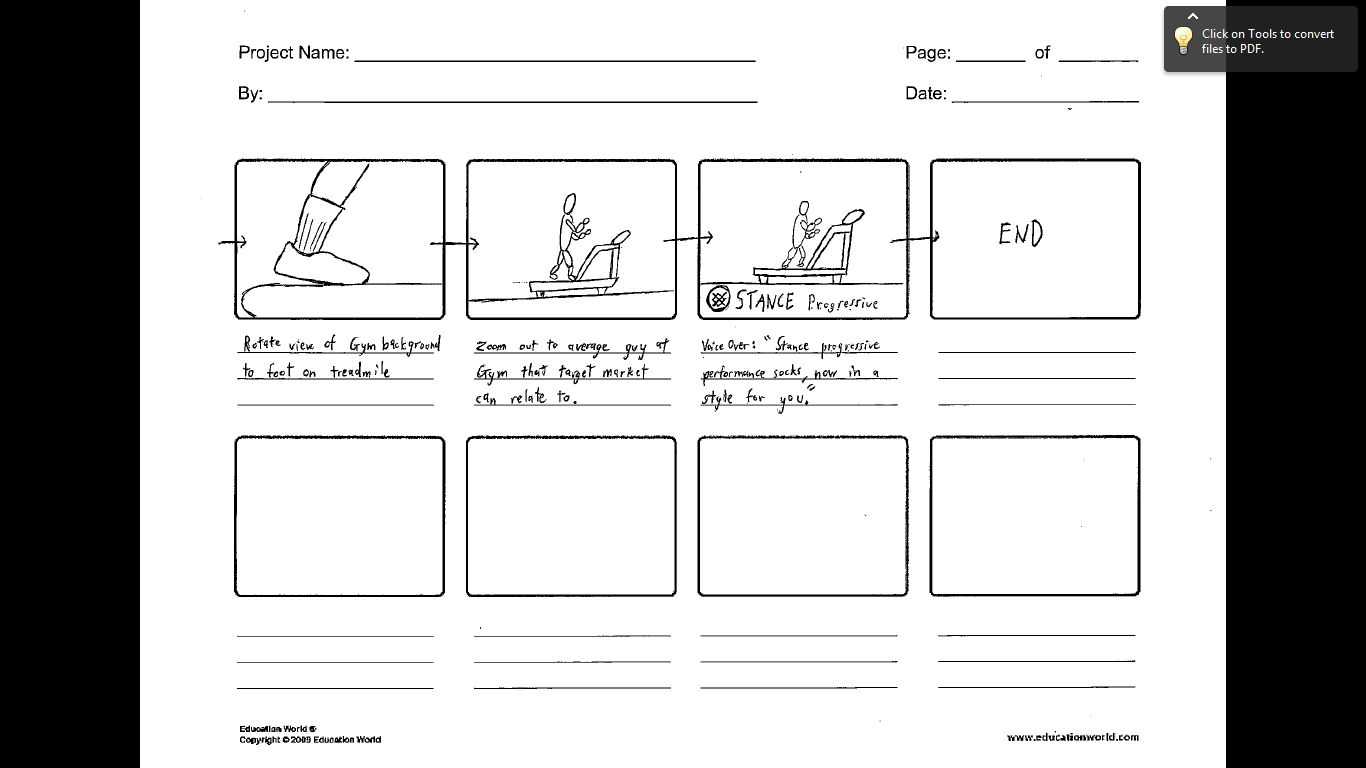 Click on Tools to convert
files to PDF.
Project Name:
Page: of
By:
Date:
STANCE Progressive
END
Rotate view of Gym background
to foot on treadmile
Zoom out to average guy at
Gym that target market
can relate to.
Voice Over: "Stance progressive
performance socks, now in a
style for you."
Education World ®
Copyright © 2009 Education World
www.educationworld.com